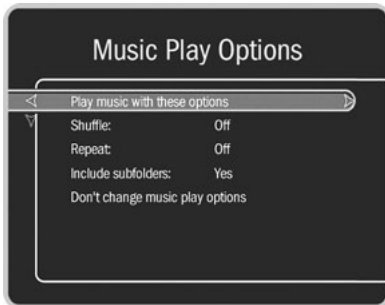 Music Play Options
Play music with these options
Shuffle: Off
Repeat: Off
Include subfolders: Yes
Don't change music play options